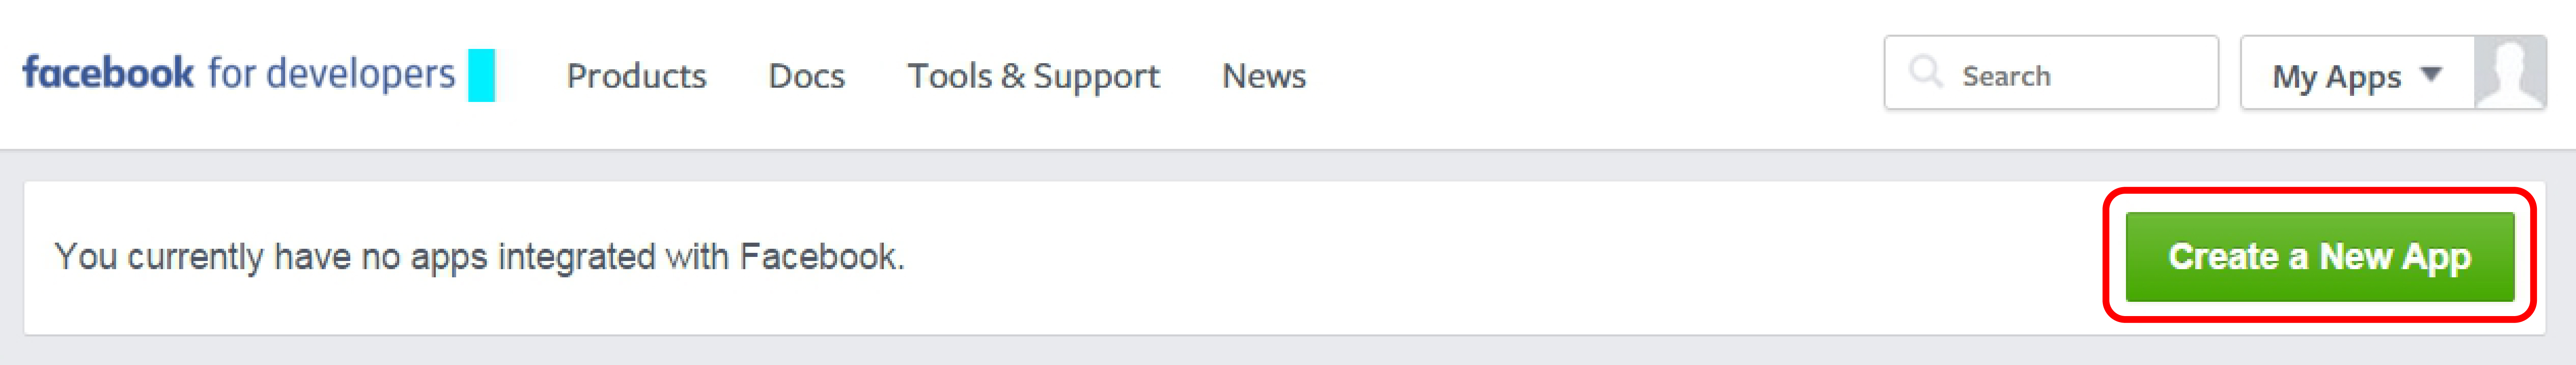 facebook for developers Products Docs Tools & Support News Search My Apps
You currently have no apps integrated with Facebook. Create a New App